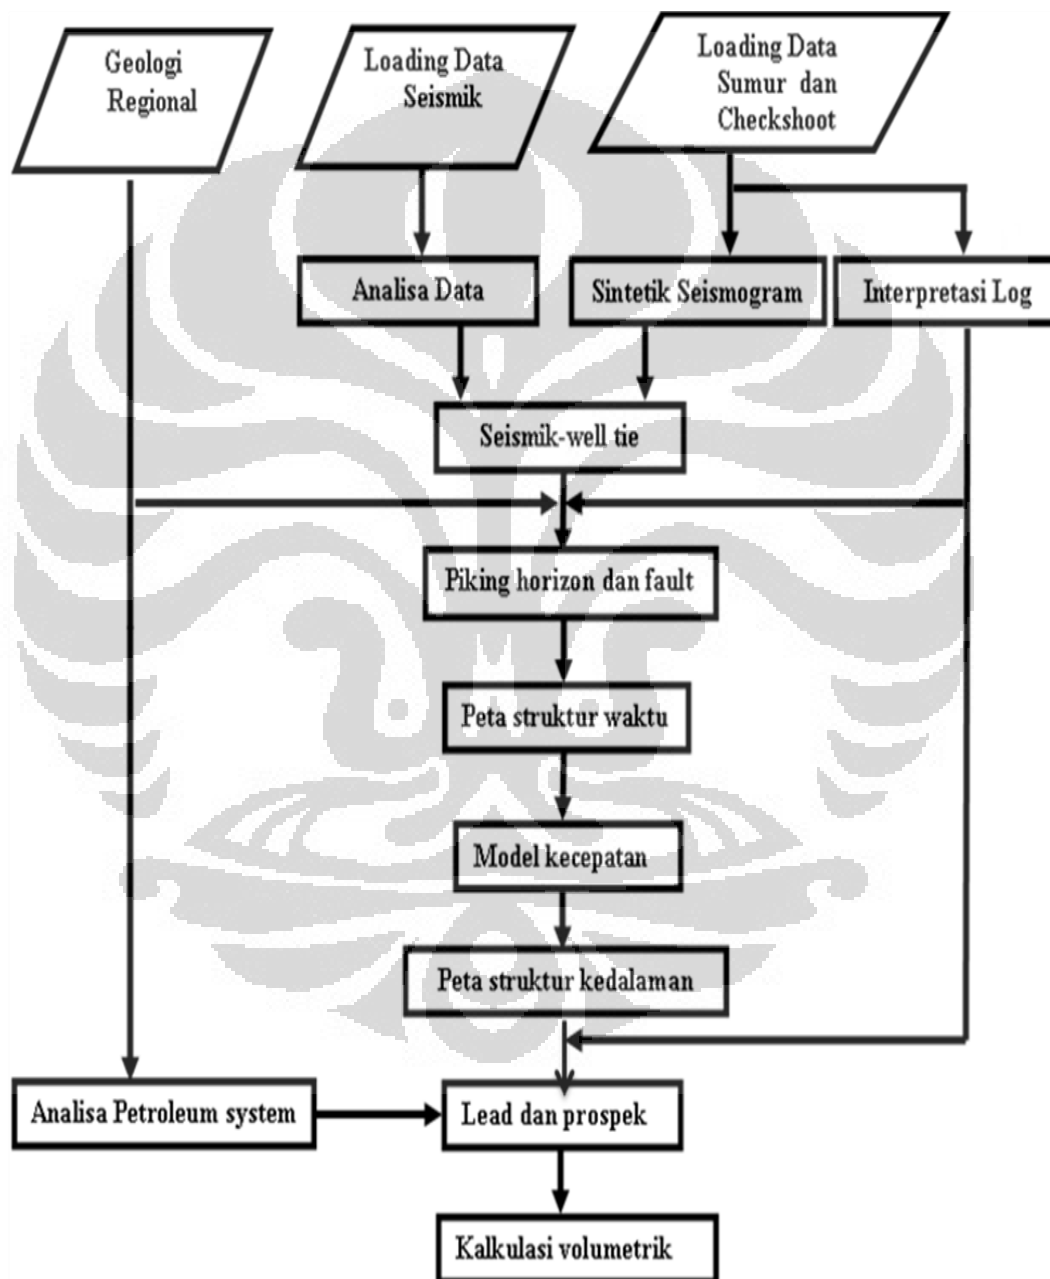 Geologi
Regional
Loading Data
Seismik
Loading Data
Sumur dan
Checkshoot
Analisa Data
Sintetik Seismogram
Interpretasi Log
Seismik-well tie
Piking horizon dan fault
Peta struktur waktu
Model kecepatan
Peta struktur kedalaman
Analisa Petroleum system
Lead dan prospek
Kalkulasi volumetrik